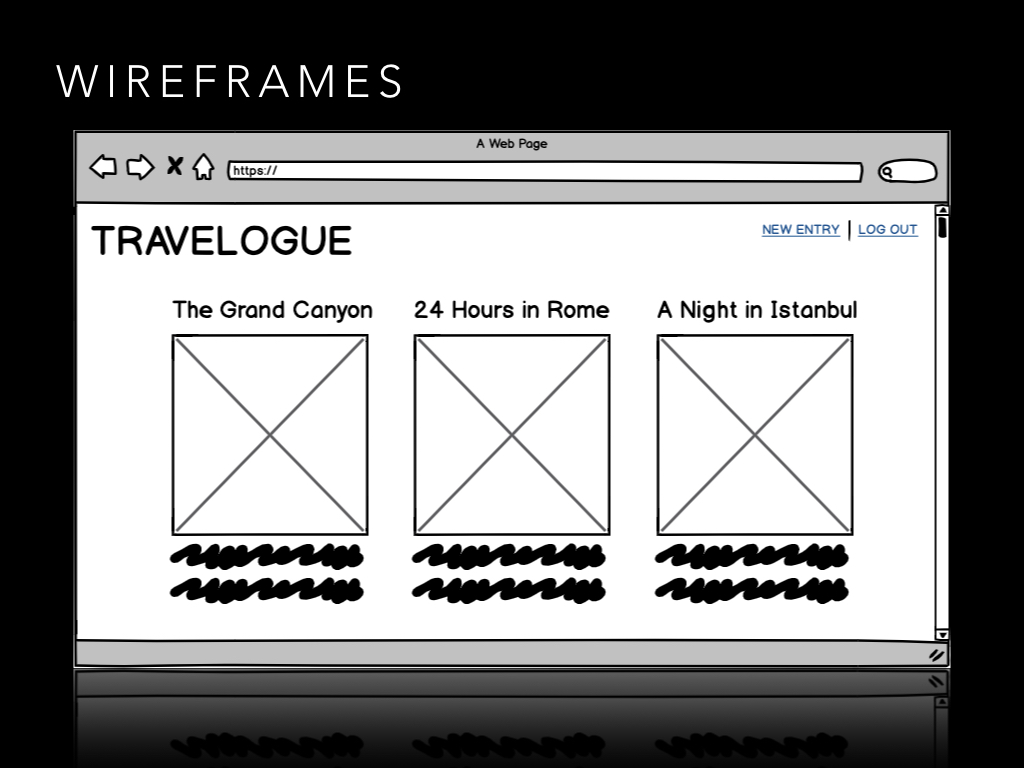 WIREFRAMES
A Web Page
https://
TRAVELOGUE
NEW ENTRY | LOG OUT
The Grand Canyon
24 Hours in Rome
A Night in Istanbul